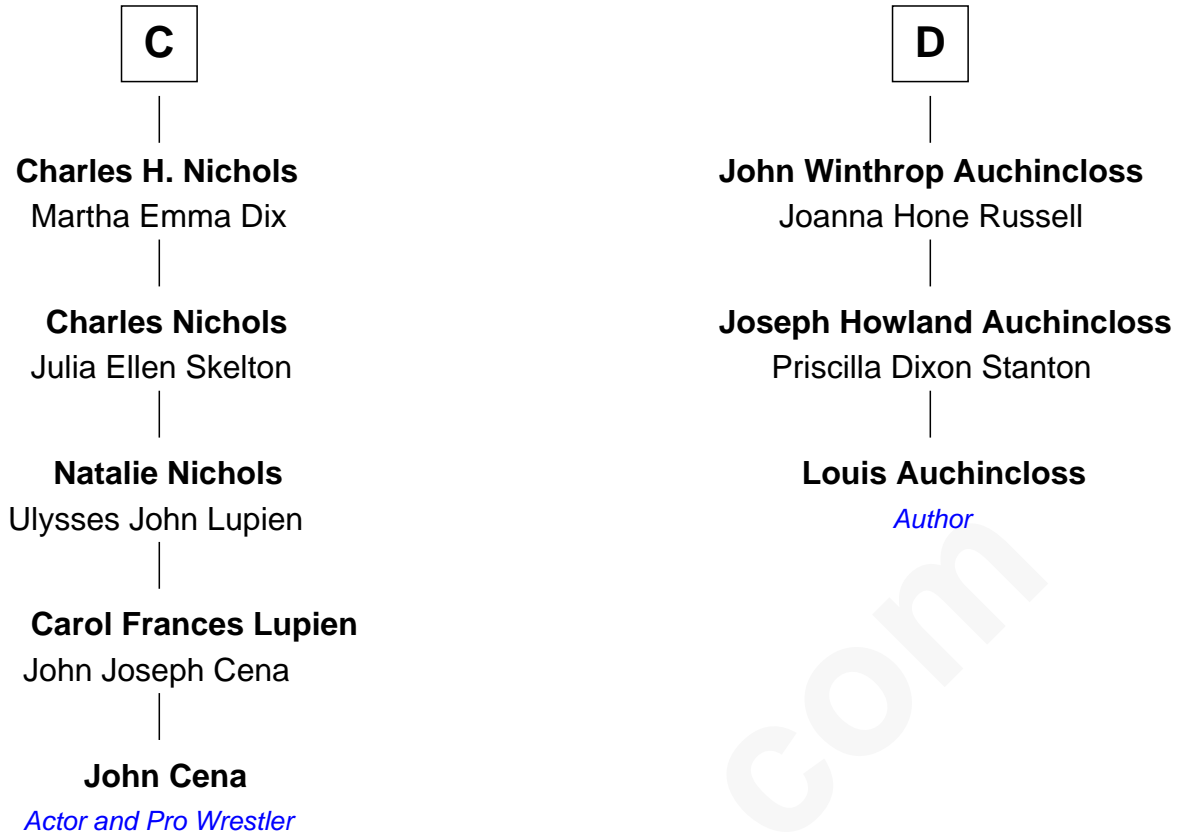 C
Charles H. Nichols
Martha Emma Dix
Charles Nichols
Julia Ellen Skelton
Natalie Nichols
Ulysses John Lupien
Carol Frances Lupien
John Joseph Cena
John Cena
Actor and Pro Wrestler
D
John Winthrop Auchincloss
Joanna Hone Russell
Joseph Howland Auchincloss
Priscilla Dixon Stanton
Louis Auchincloss
Author
com